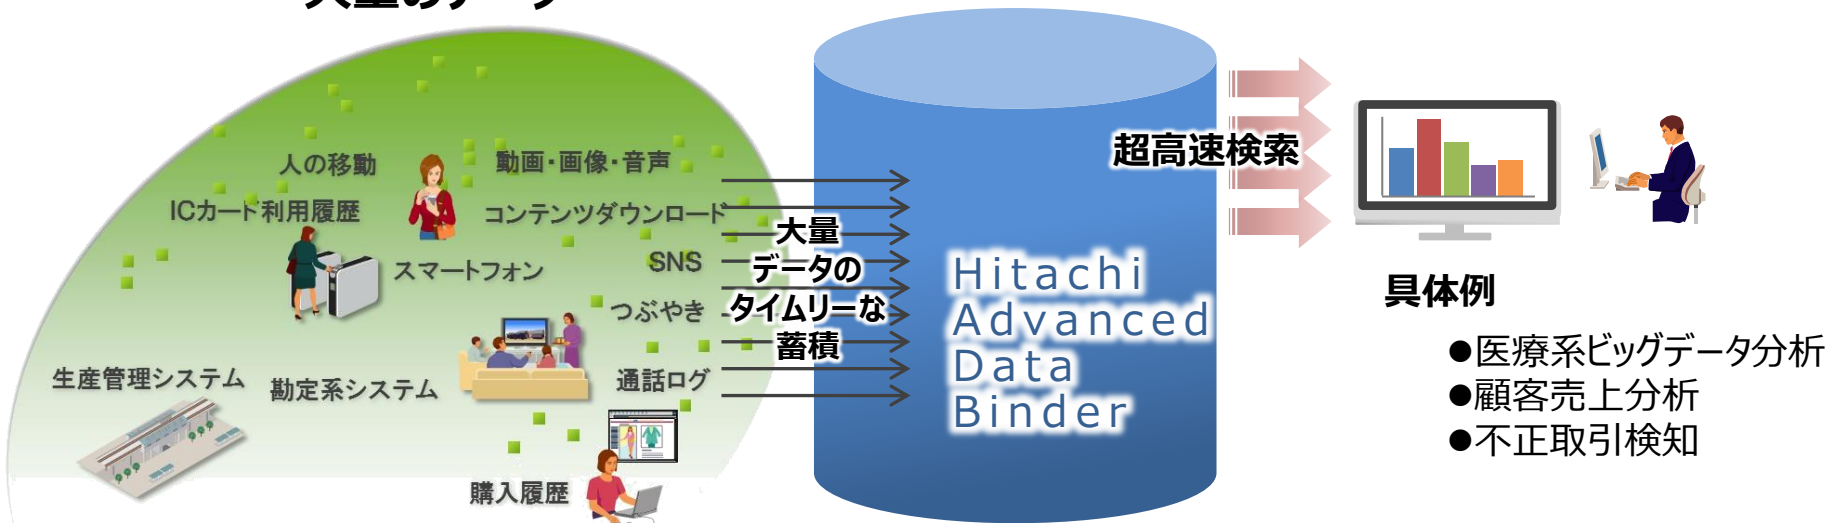 人の移動
動画・画像・音声
ICカード利用履歴
コンテンツダウンロード
スマートフォン
SNS
つぶやき
生産管理システム
勘定系システム
通話ログ
購入履歴
大量
データの
タイムリーな
蓄積
Hitachi
Advanced
Data
Binder
超高速検索
具体例
●医療系ビッグデータ分析
●顧客売上分析
●不正取引検知